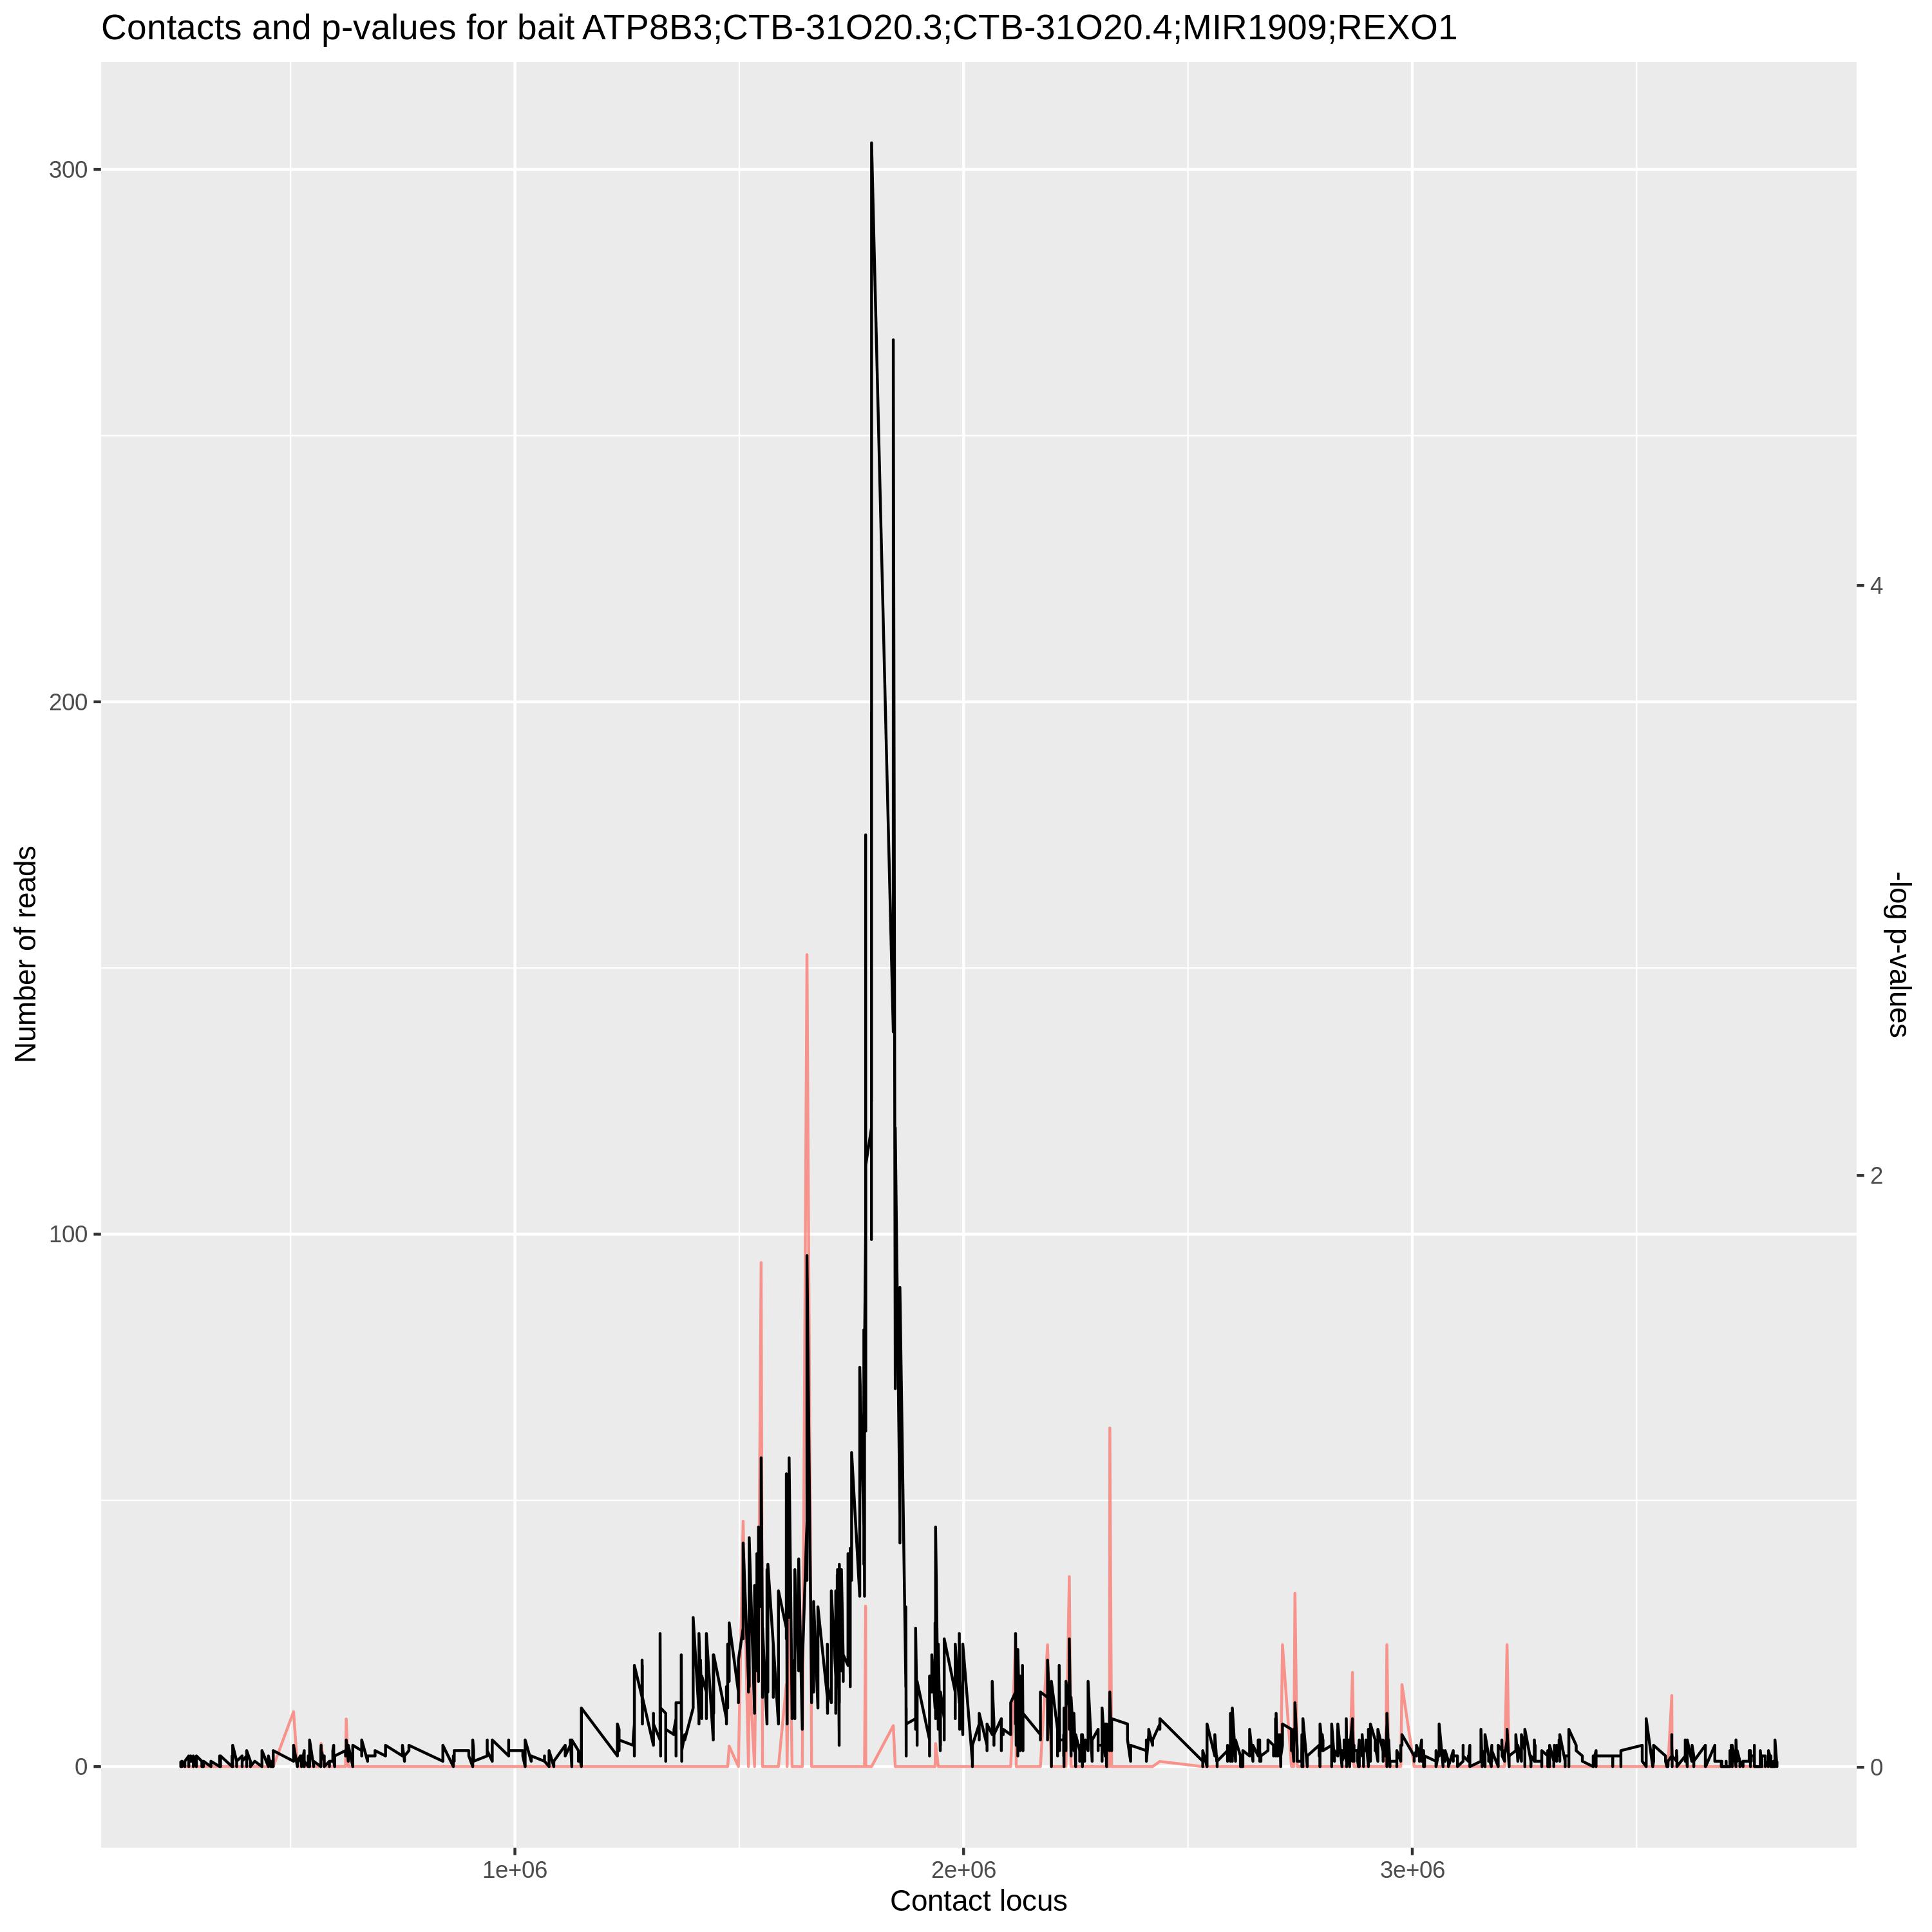 Contacts and p-values for bait ATP8B3;CTB-31O20.3;CTB-31O20.4;MIR1909;REXO1
300
200
100
0
Number of reads
4
2
0
-log p-values
1e+06
2e+06
3e+06
Contact locus